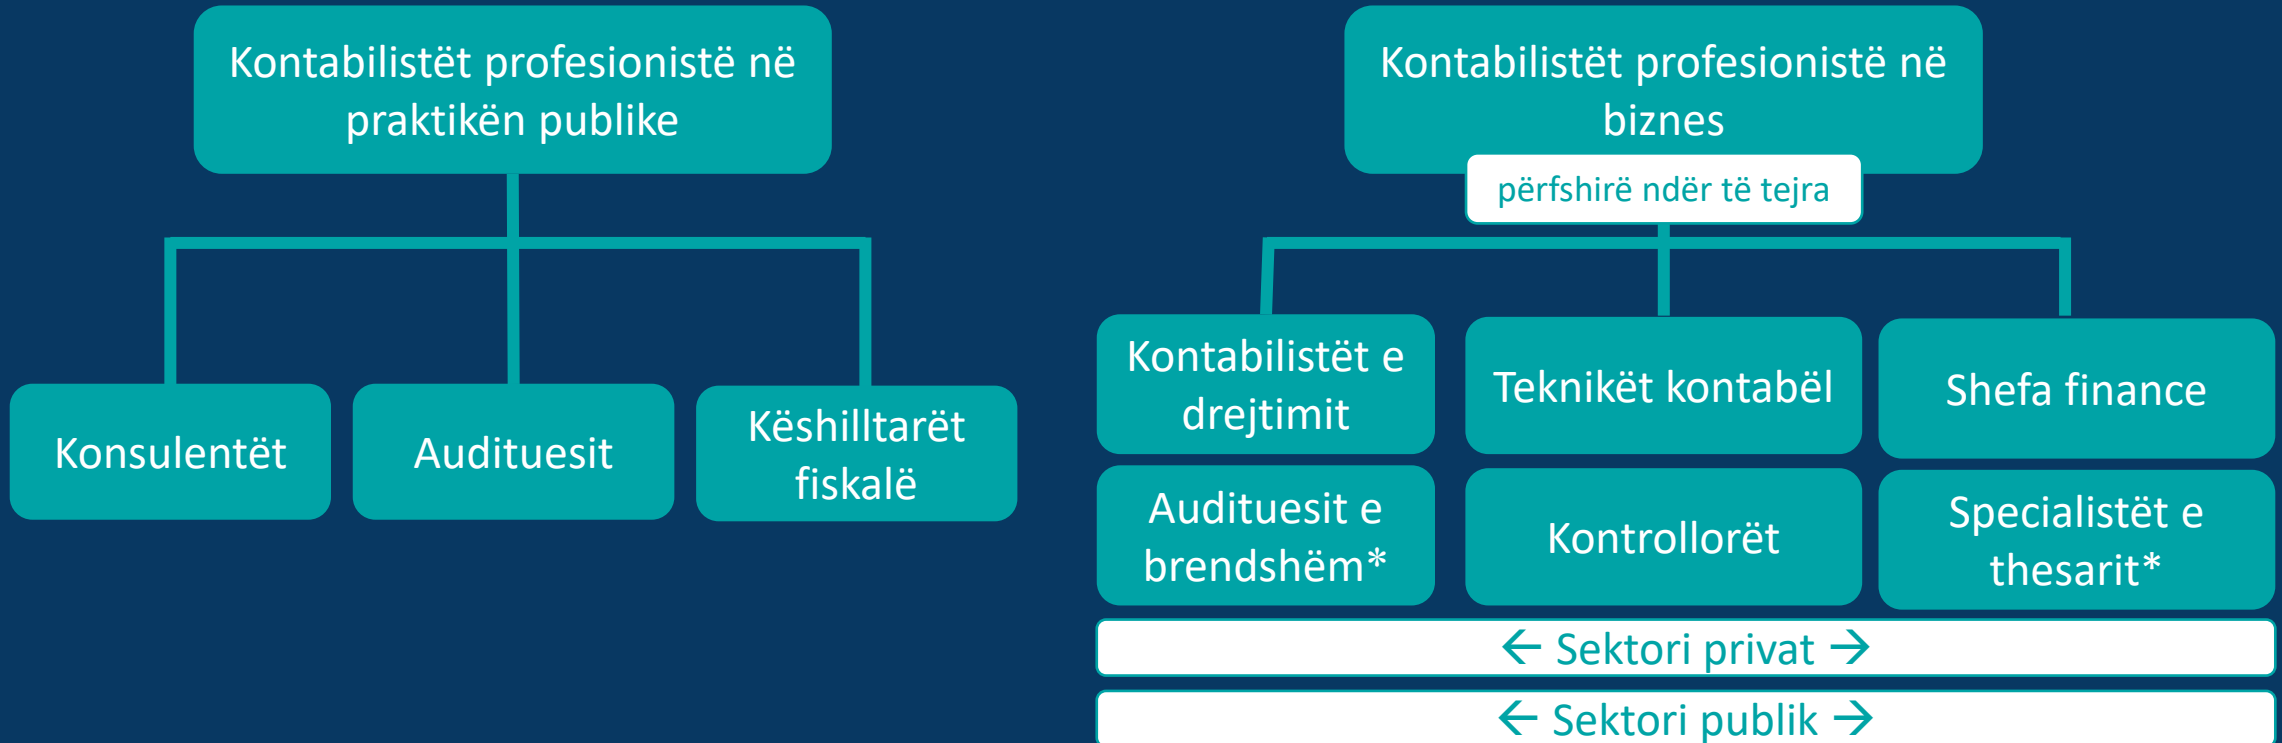 Kontabilistët profesionistë në
praktikën publike
Konsulentët
Audituesit
Këshilltarët
fiskalë
Kontabilistët profesionistë në
biznes
përfshirë ndër të tejra
Kontabilistët e
drejtimit
Teknikët kontabël
Shefa finance
Audituesit e
brendshëm*
Kontrollorët
Specialistët e
thesarit*
← Sektori privat →
← Sektori publik →